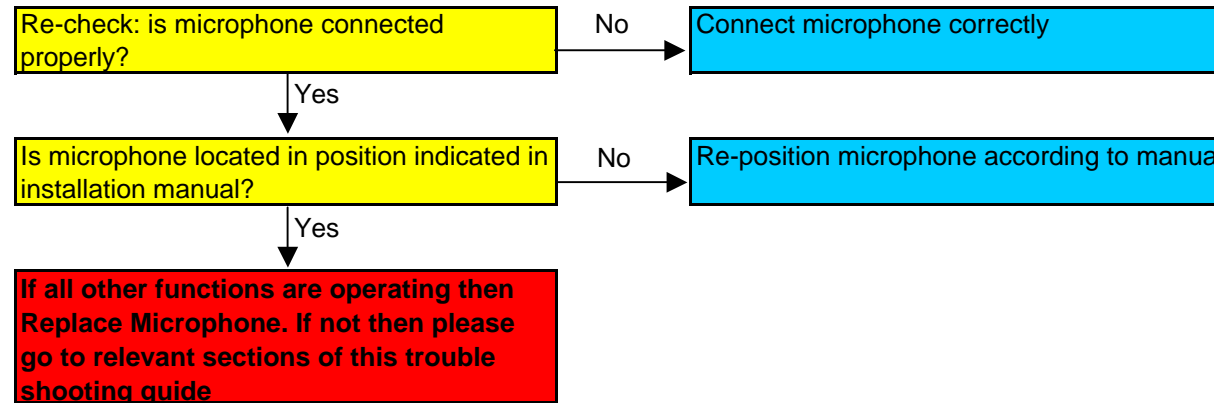 Re-check: is microphone connected
properly?
No
Connect microphone correctly
Yes
Is microphone located in position indicated in
installation manual?
No
Re-position microphone according to manua
Yes
If all other functions are operating then
Replace Microphone. If not then please
go to relevant sections of this trouble
shooting guide